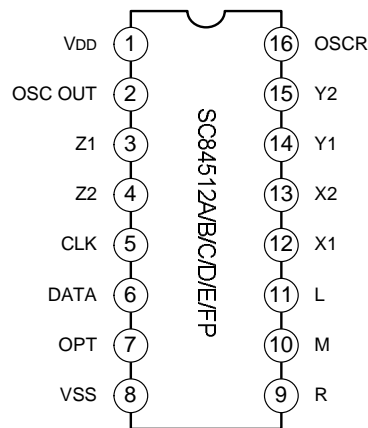 VDD 1 16 OSCR
OSC OUT 2 15 Y2
Z1 3 14 Y1
Z2 4 13 X2
CLK 5 12 X1
DATA 6 11 L
OPT 7 10 M
VSS 8 9 R
SC84512A/B/C/D/E/FP